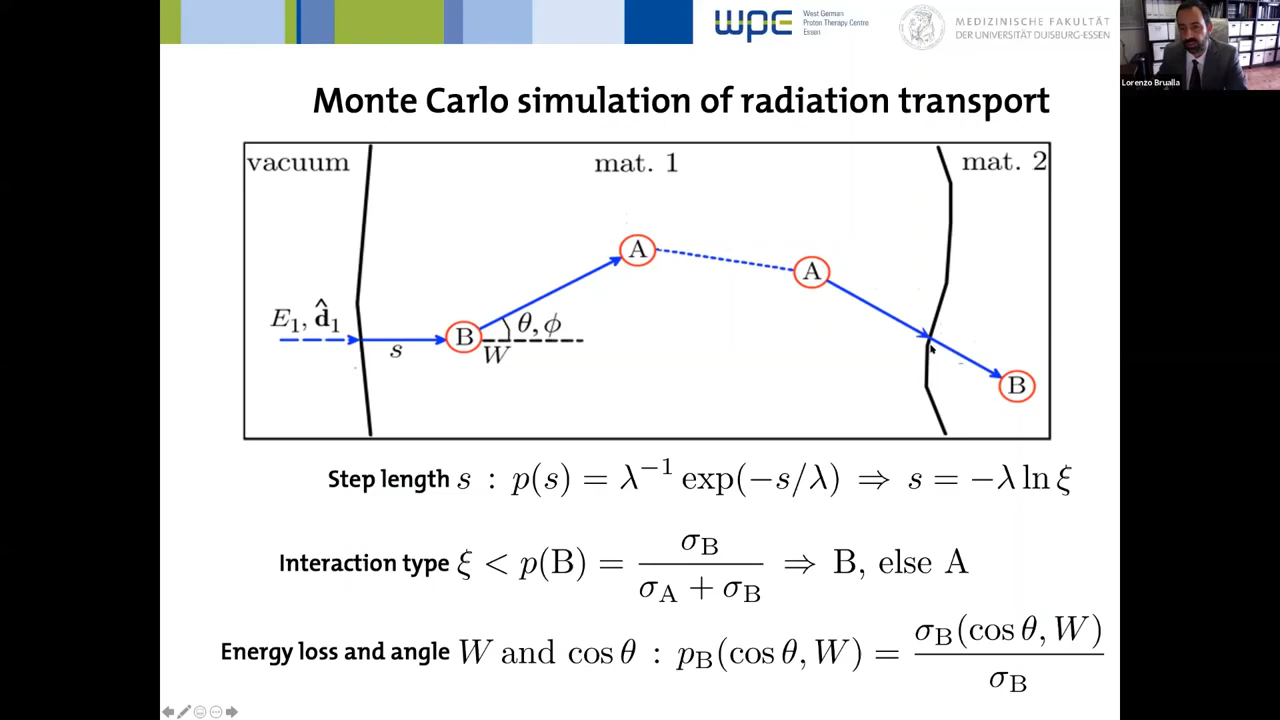 wpe
West German
Proton Therapy Centre
Essen
MEDIZINISCHE FAKULTÄT
DER UNIVERSITÄT DUISBURG-ESSEN
Lorenzo Brualla
Monte Carlo simulation of radiation transport
vacuum
mat. 1
mat. 2
A
A
E₁, d̂₁
s
B
θ, ϕ
W
B
Step length s : p(s) = λ⁻¹ exp(−s/λ) ⇒ s = −λ ln ξ
Interaction type ξ < p(B) = σ_B / (σ_A + σ_B) ⇒ B, else A
Energy loss and angle W and cos θ : p_B(cos θ, W) = σ_B(cos θ, W) / σ_B